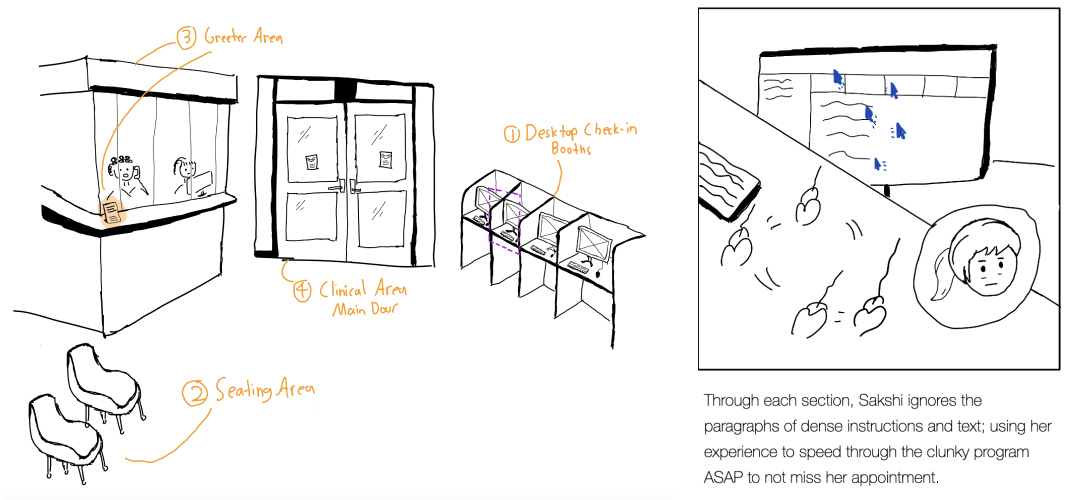 ③ Greeter Area
① Desktop Check-in
Booths
④ Clinical Area
Main Door
② Seating Area
Through each section, Sakshi ignores the
paragraphs of dense instructions and text; using her
experience to speed through the clunky program
ASAP to not miss her appointment.